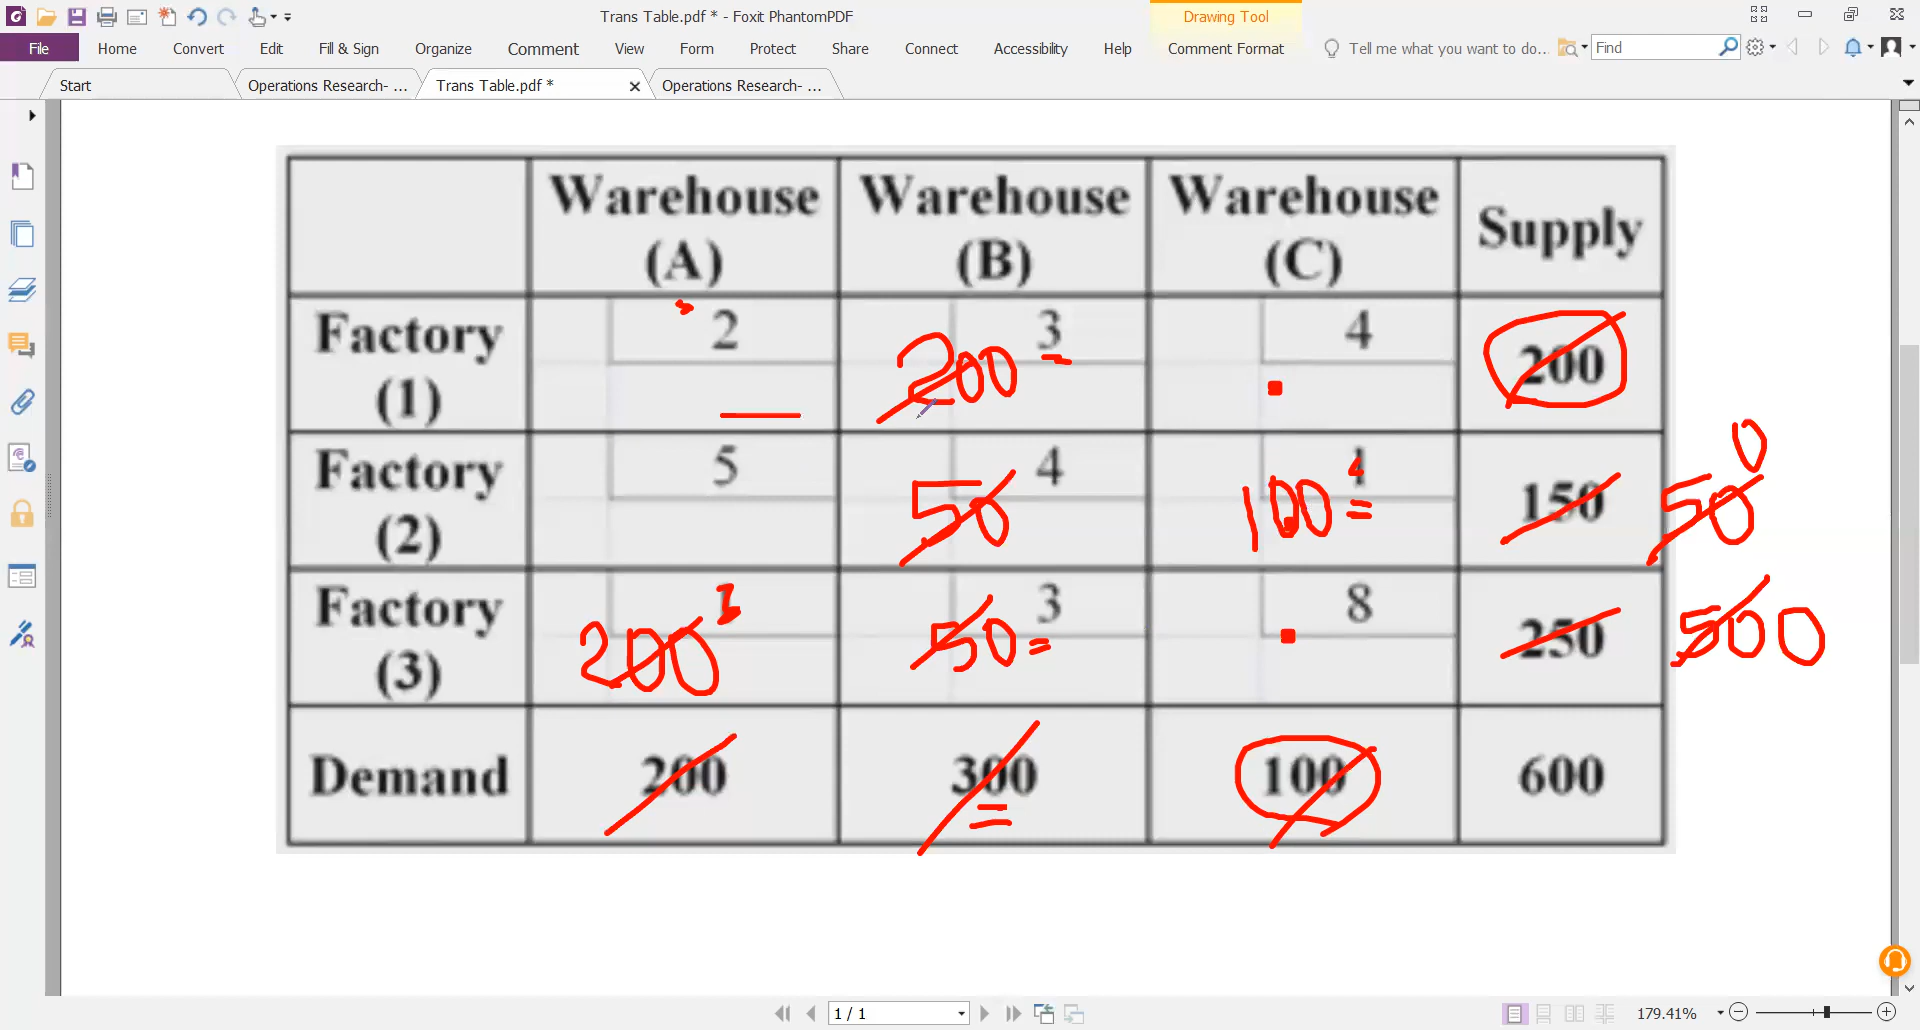 Trans Table.pdf * - Foxit PhantomPDF
Drawing Tool
File Home Convert Edit Fill & Sign Organize Comment View Form Protect Share Connect Accessibility Help Comment Format Tell me what you want to do... Find
Start Operations Research- ... Trans Table.pdf * Operations Research- ...
Warehouse (A) Warehouse (B) Warehouse (C) Supply
Factory (1) 2 3 4 200
200
Factory (2) 5 4 150
50 100 50 0
Factory (3) 3 8 250
200 50 500 0
Demand 200 300 100 600
1 / 1 179.41%